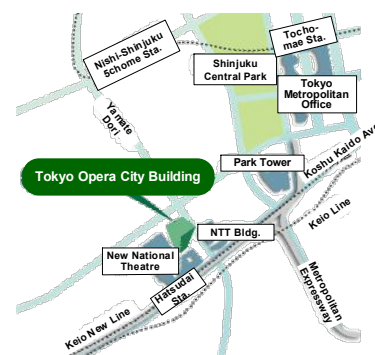 Tocho-
mae Sta.
Nishi-Shinjuku
5chome Sta.
Shinjuku
Central Park
Tokyo
Metropolitan
Office
Yamate
Dori
Park Tower
Koshu Kaido Av
Tokyo Opera City Building
Keio Line
NTT Bldg.
New National
Theatre
Hatsudai
Sta.
Metropolitan
Expressway
Keio New Line